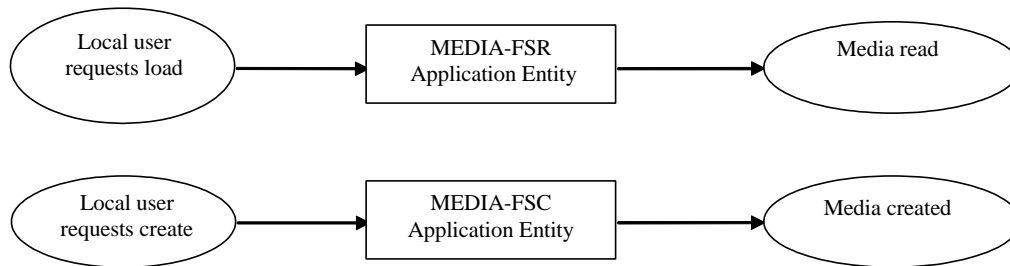 Local user
requests load
MEDIA-FSR
Application Entity
Media read
Local user
requests create
MEDIA-FSC
Application Entity
Media created